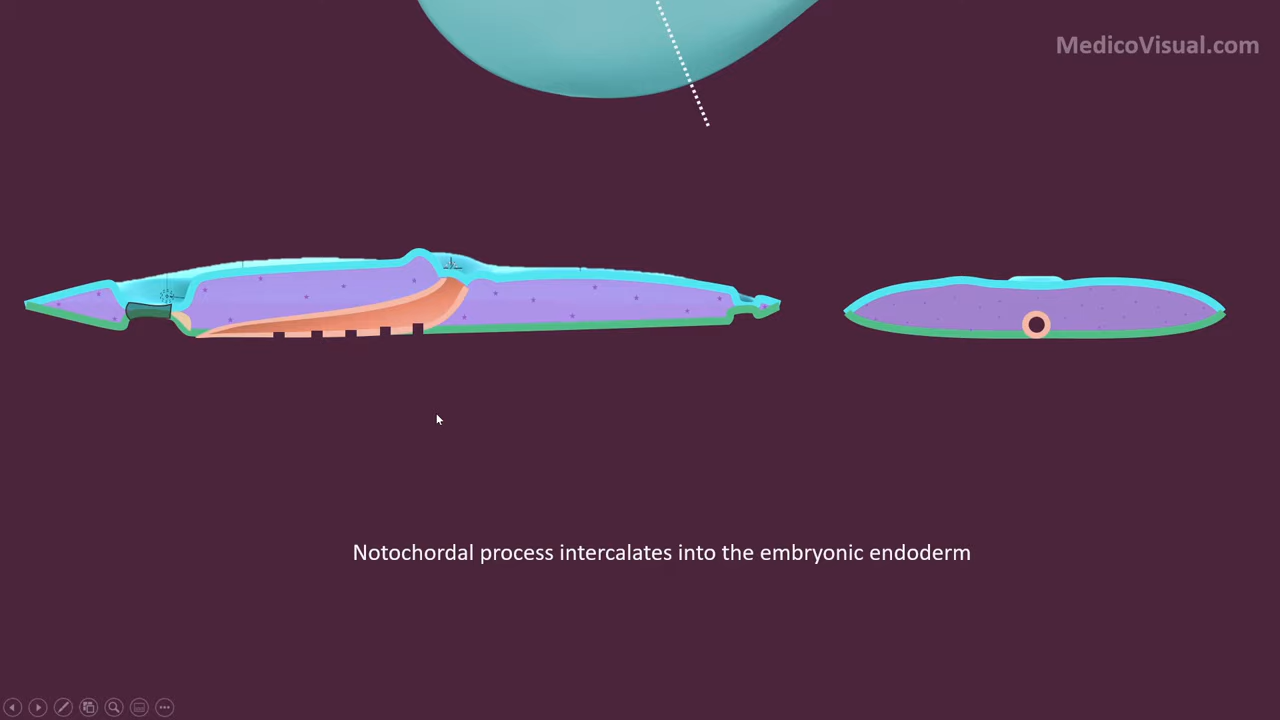 MedicoVisual.com
Notochordal process intercalates into the embryonic endoderm